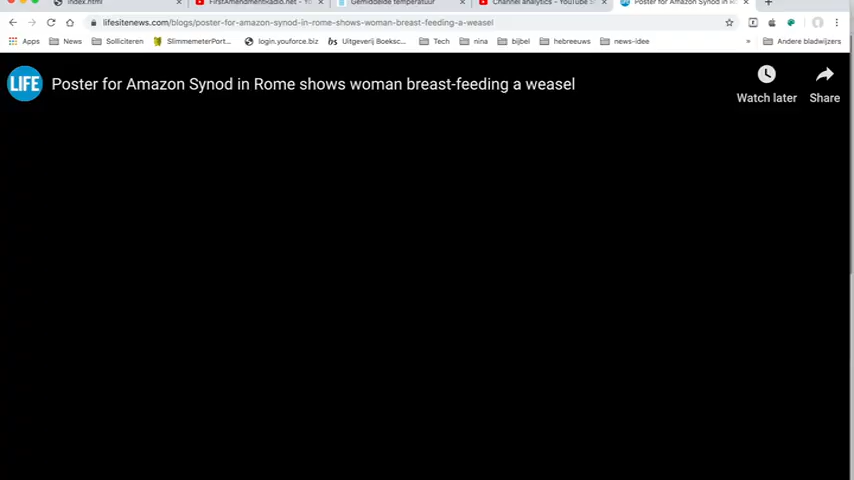 index.html
FirstAmendmentRadio.net - Yo
Gemiddelde temperatuur
Channel analytics - YouTube S
Poster for Amazon Synod in R
lifesitenews.com/blogs/poster-for-amazon-synod-in-rome-shows-woman-breast-feeding-a-weasel
Apps News Solliciteren SlimmemeterPort... login.youforce.biz bs Uitgeverij Boeksc... Tech nina bijbel hebreeuws news-idee » Andere bladwijzers
LIFE Poster for Amazon Synod in Rome shows woman breast-feeding a weasel
Watch later Share